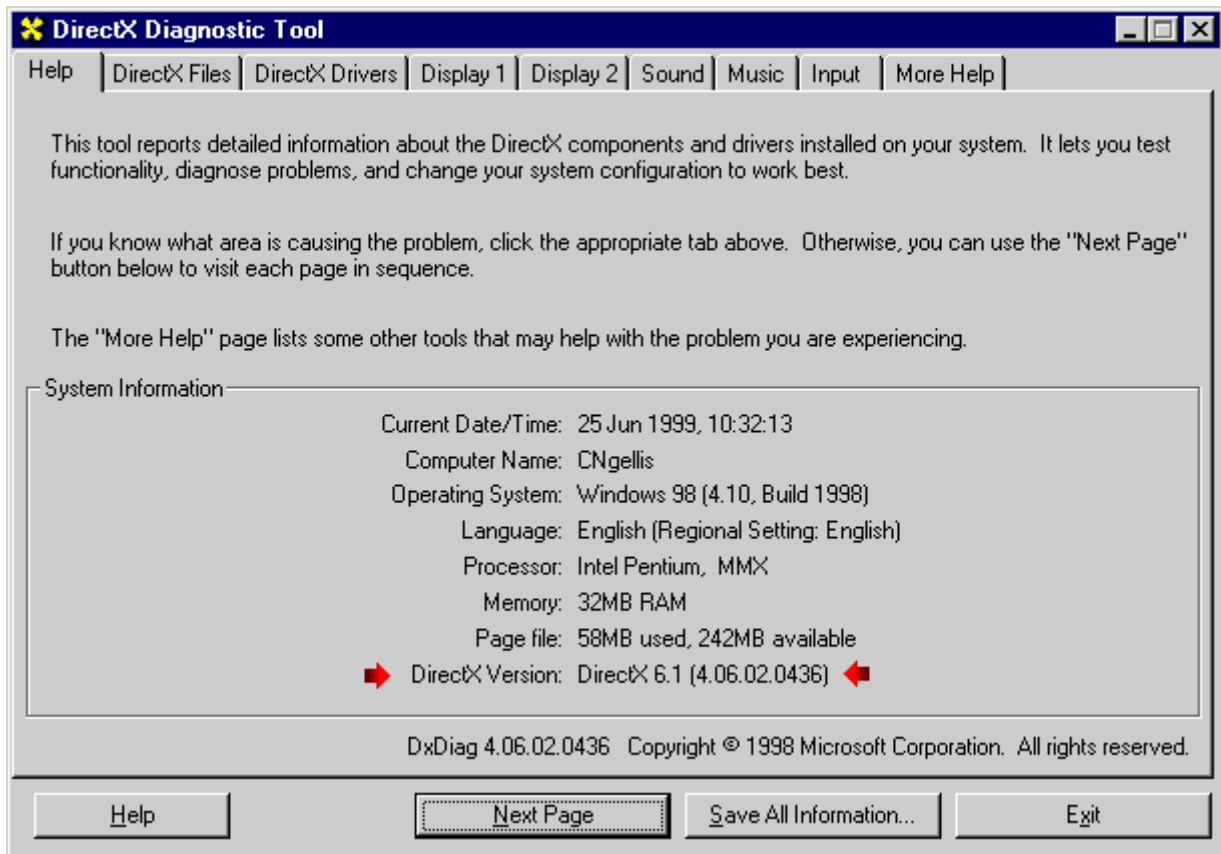 DirectX Diagnostic Tool
Help DirectX Files DirectX Drivers Display 1 Display 2 Sound Music Input More Help
This tool reports detailed information about the DirectX components and drivers installed on your system. It lets you test
functionality, diagnose problems, and change your system configuration to work best.
If you know what area is causing the problem, click the appropriate tab above. Otherwise, you can use the "Next Page"
button below to visit each page in sequence.
The "More Help" page lists some other tools that may help with the problem you are experiencing.
System Information
Current Date/Time: 25 Jun 1999, 10:32:13
Computer Name: CNgellis
Operating System: Windows 98 (4.10, Build 1998)
Language: English (Regional Setting: English)
Processor: Intel Pentium, MMX
Memory: 32MB RAM
Page file: 58MB used, 242MB available
DirectX Version: DirectX 6.1 (4.06.02.0436)
DxDiag 4.06.02.0436 Copyright © 1998 Microsoft Corporation. All rights reserved.
Help Next Page Save All Information... Exit